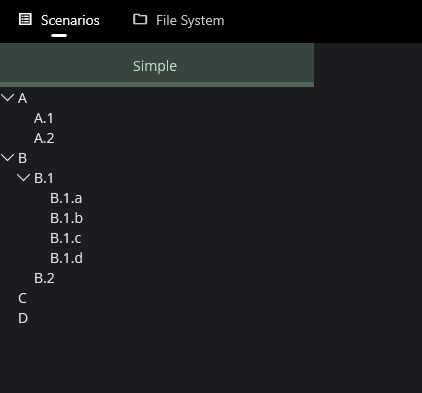 Scenarios File System
Simple
A
A.1
A.2
B
B.1
B.1.a
B.1.b
B.1.c
B.1.d
B.2
C
D